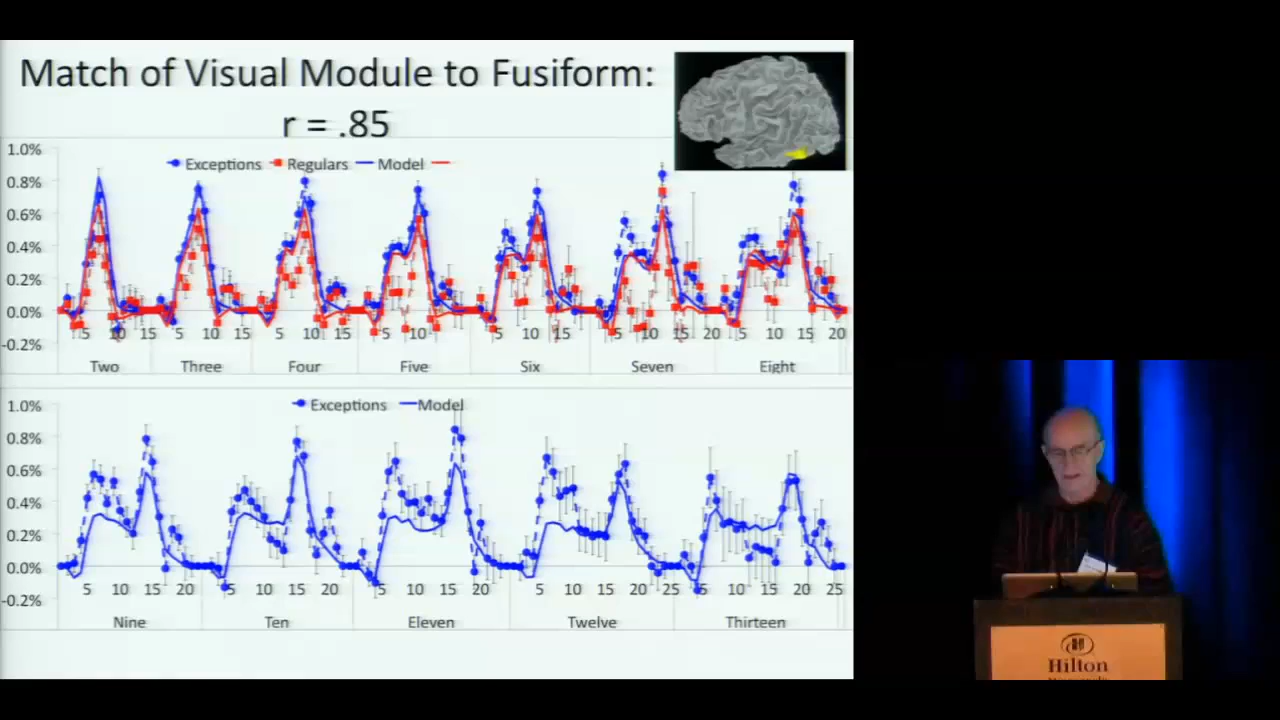 Match of Visual Module to Fusiform:
r = .85
1.0%
Exceptions Regulars Model
0.8%
0.6%
0.4%
0.2%
0.0%
-0.2%
5 10 15 5 10 15 5 10 15 5 10 5 10 15 5 10 15 20 5 10 15 20
Two Three Four Five Six Seven Eight
1.0%
Exceptions Model
0.8%
0.6%
0.4%
0.2%
0.0%
-0.2%
5 10 15 20 5 10 15 20 5 10 15 20 5 10 15 20 25 5 10 15 20 25
Nine Ten Eleven Twelve Thirteen
Hilton